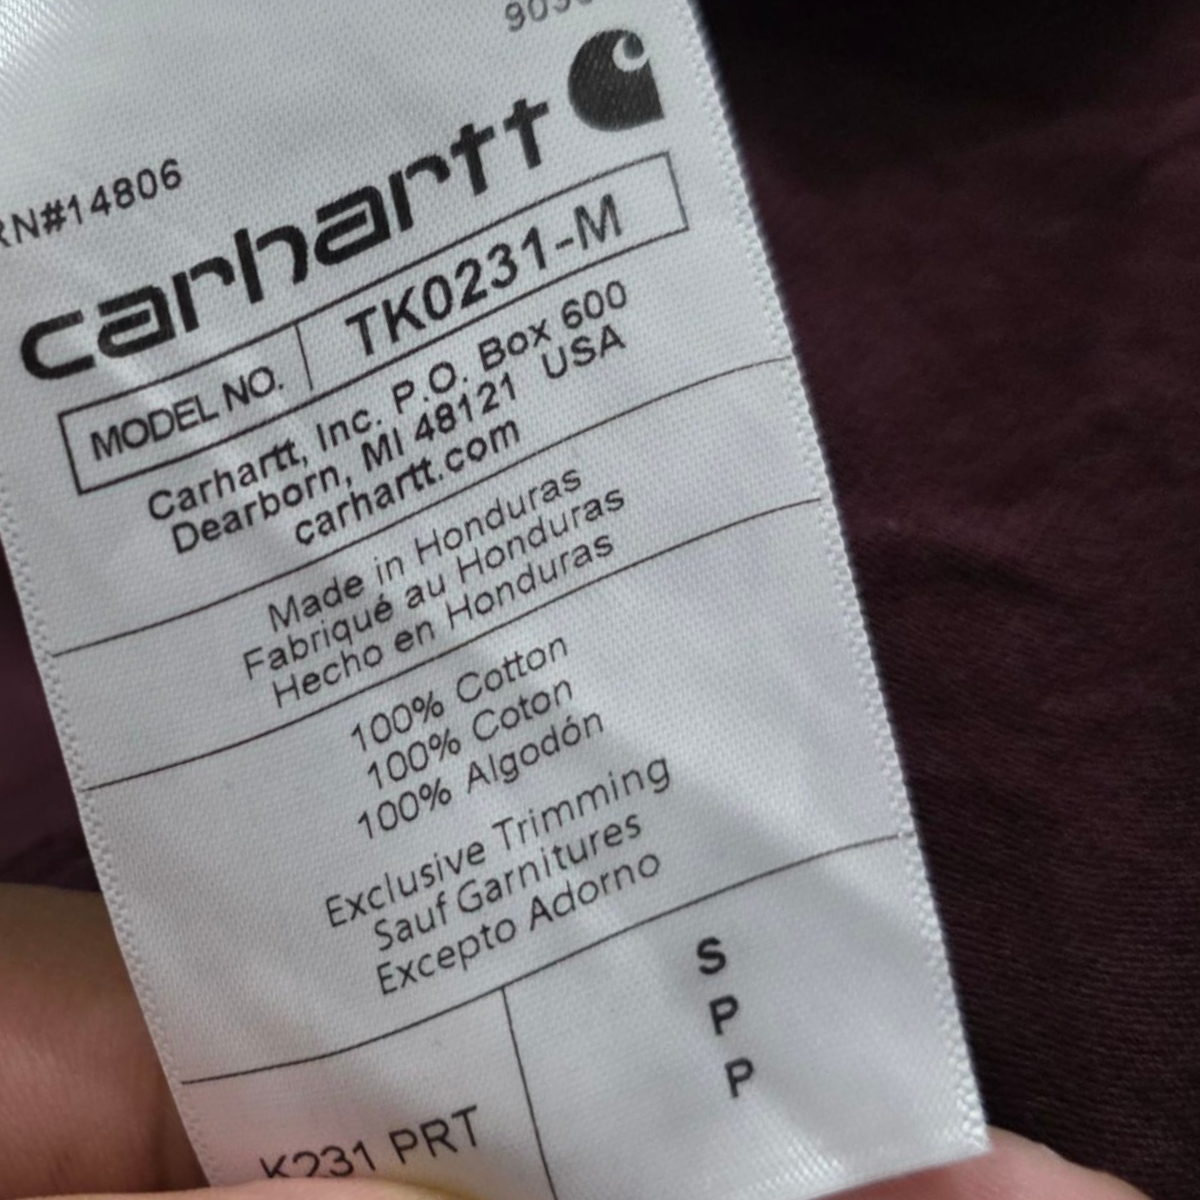 RN#14806
carhartt
MODEL NO. TK0231-M
Carhartt, Inc. P.O. Box 600
Dearborn, MI 48121 USA
carhartt.com
Made in Honduras
Fabriqué au Honduras
Hecho en Honduras
100% Cotton
100% Coton
100% Algodón
Exclusive Trimming
Sauf Garnitures
Excepto Adorno
S
P
P
K231 PRT